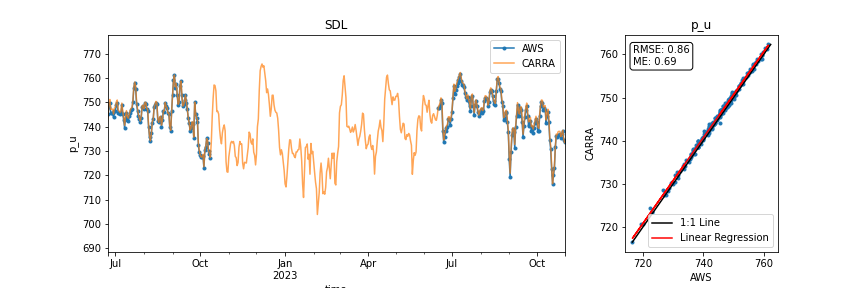 SDL
p_u
770
760
750
740
730
720
710
700
690
p_u
AWS
CARRA
Jul
Oct
Jan
2023
Apr
Jul
Oct
time
p_u
RMSE: 0.86
ME: 0.69
760
750
740
730
720
CARRA
1:1 Line
Linear Regression
720
740
760
AWS